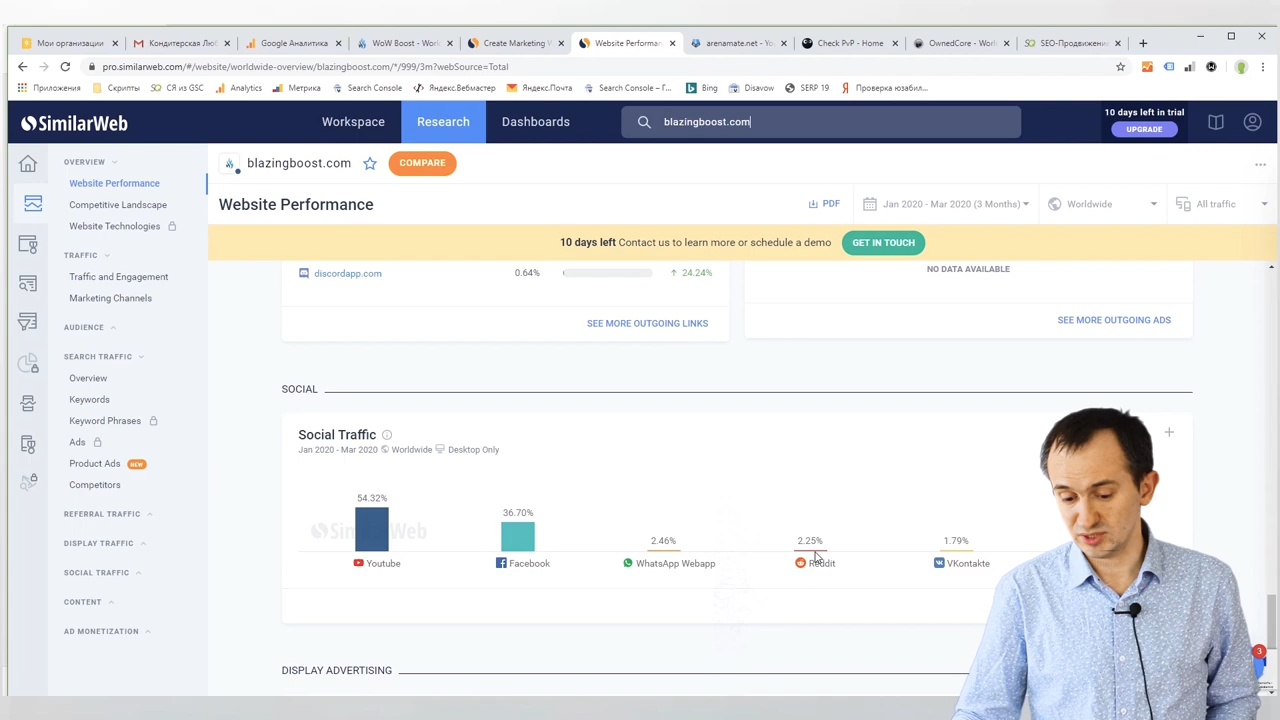 Мои организации
Кондитерская Лю
Google Аналитика
WoW Boost - Work
Create Marketing W
Website Performan
arenamate.net - Yo
Check PvP - Home
OwnedCore - Work
SEO-Продвижение
pro.similarweb.com/#/website/worldwide-overview/blazingboost.com/*/999/3m?webSource=Total
Приложения
Скрипты
СЯ из GSC
Analytics
Метрика
Search Console
Яндекс.Вебмастер
Яндекс.Почта
Search Console – Г...
Bing
Disavow
SERP 19
Проверка юзабил...
SimilarWeb
Workspace
Research
Dashboards
blazingboost.com
10 days left in trial
UPGRADE
OVERVIEW
Website Performance
Competitive Landscape
Website Technologies
TRAFFIC
Traffic and Engagement
Marketing Channels
AUDIENCE
SEARCH TRAFFIC
Overview
Keywords
Keyword Phrases
Ads
Product Ads NEW
Competitors
REFERRAL TRAFFIC
DISPLAY TRAFFIC
SOCIAL TRAFFIC
CONTENT
AD MONETIZATION
blazingboost.com
COMPARE
Website Performance
PDF
Jan 2020 - Mar 2020 (3 Months)
Worldwide
All traffic
10 days left Contact us to learn more or schedule a demo
GET IN TOUCH
discordapp.com 0.64% 24.24%
NO DATA AVAILABLE
SEE MORE OUTGOING LINKS
SEE MORE OUTGOING ADS
SOCIAL
Social Traffic
Jan 2020 - Mar 2020 Worldwide Desktop Only
SimilarWeb
54.32%
36.70%
2.46%
2.25%
1.79%
Youtube
Facebook
WhatsApp Webapp
Reddit
VKontakte
DISPLAY ADVERTISING
3